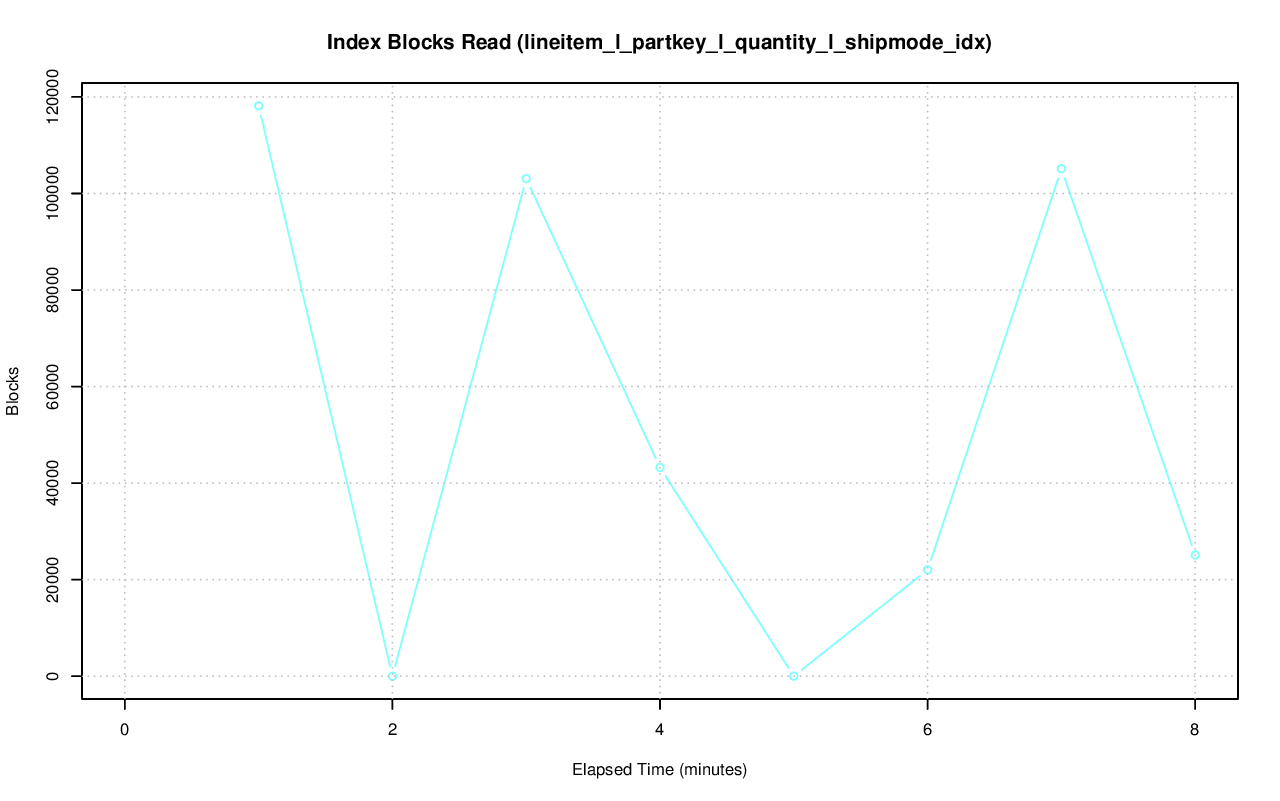 Index Blocks Read (lineitem_l_partkey_l_quantity_l_shipmode_idx)
120000
100000
80000
60000
40000
20000
0
Blocks
0 2 4 6 8
Elapsed Time (minutes)